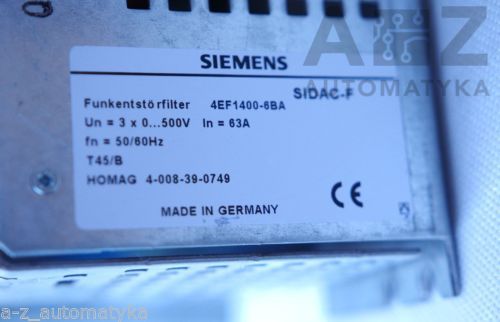 A-Z
AUTOMATYKA
SIEMENS
SIDAC-F
Funkentstörfilter 4EF1400-6BA
Un = 3 x 0...500V In = 63A
fn = 50/60Hz
T45/B
HOMAG 4-008-39-0749
CE
MADE IN GERMANY
a-z_automatyka
a-z_automatyka